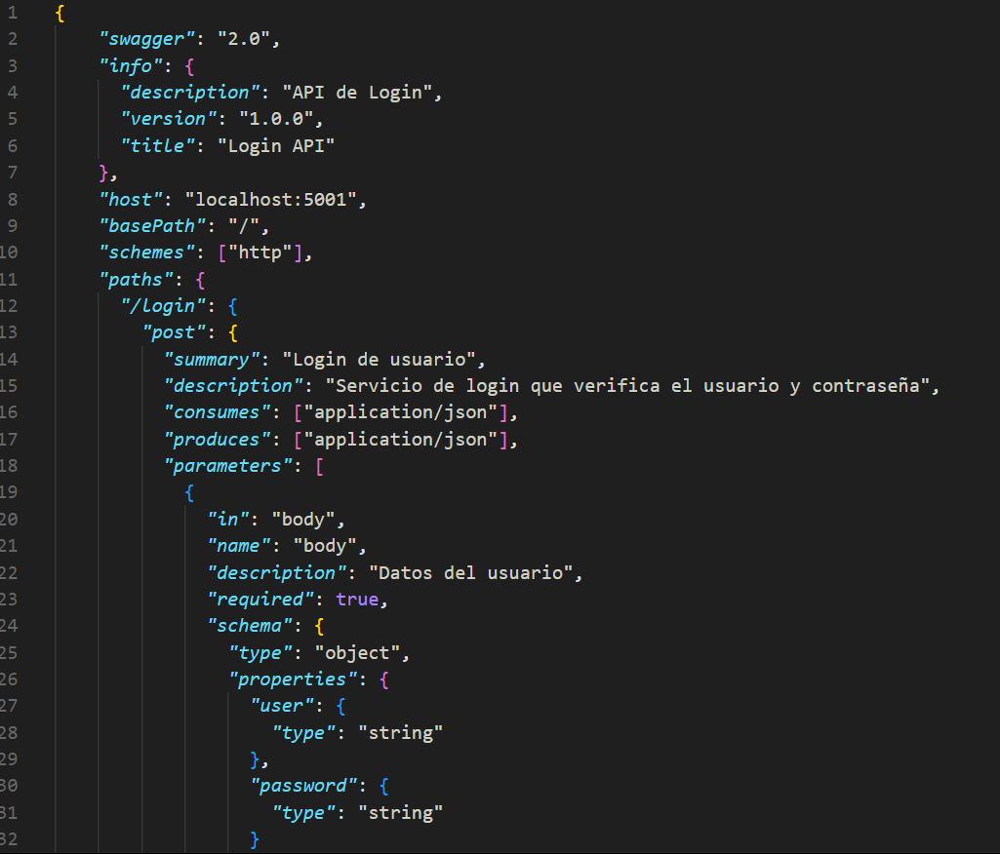 1 {
2 "swagger": "2.0",
3 "info": {
4 "description": "API de Login",
5 "version": "1.0.0",
6 "title": "Login API"
7 },
8 "host": "localhost:5001",
9 "basePath": "/",
10 "schemes": ["http"],
11 "paths": {
12 "/login": {
13 "post": {
14 "summary": "Login de usuario",
15 "description": "Servicio de login que verifica el usuario y contraseña",
16 "consumes": ["application/json"],
17 "produces": ["application/json"],
18 "parameters": [
19 {
20 "in": "body",
21 "name": "body",
22 "description": "Datos del usuario",
23 "required": true,
24 "schema": {
25 "type": "object",
26 "properties": {
27 "user": {
28 "type": "string"
29 },
30 "password": {
31 "type": "string"
32 }